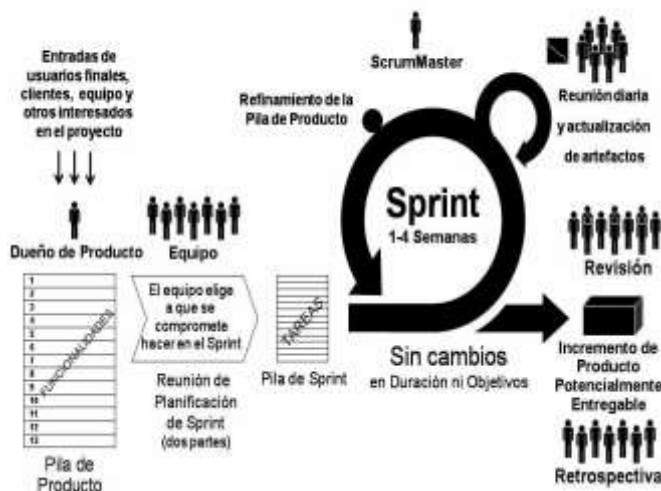 Entradas de
usuarios finales,
clientes, equipo y
otros interesados
en el proyecto
Dueño de Producto
1
2
3
4
5
6
7
8
9
10
11
12
13
FUNCIONALIDADES
Pila de
Producto
Equipo
El equipo elige
a que se
compromete
hacer en el Sprint
Reunión de
Planificación
de Sprint
(dos partes)
TAREAS
Pila de Sprint
ScrumMaster
Refinamiento de la
Pila de Producto
Sprint
1-4 Semanas
Sin cambios
en Duración ni Objetivos
Reunión diaria
y actualización
de artefactos
Revisión
Incremento de
Producto
Potencialmente
Entregable
Retrospectiva